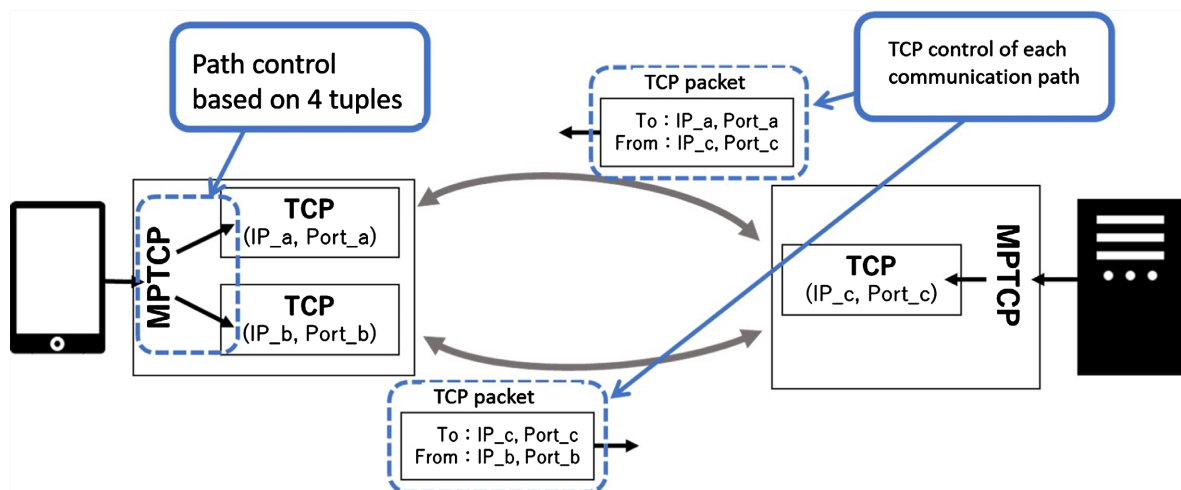 Path control
based on 4 tuples
TCP control of each
communication path
TCP packet
To：IP_a, Port_a
From：IP_c, Port_c
MPTCP
TCP
(IP_a, Port_a)
TCP
(IP_b, Port_b)
TCP
(IP_c, Port_c)
MPTCP
TCP packet
To：IP_c, Port_c
From：IP_b, Port_b